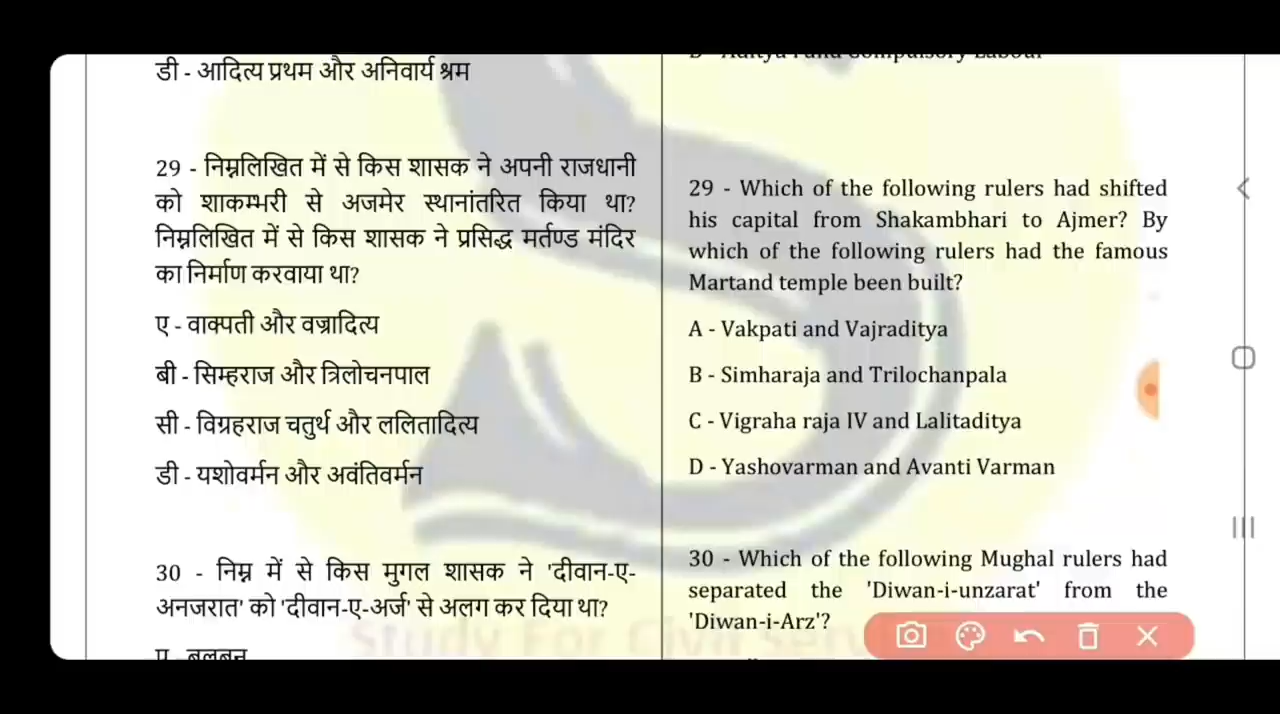 डी - आदित्य प्रथम और अनिवार्य श्रम
29 - निम्नलिखित में से किस शासक ने अपनी राजधानी
को शाकम्भरी से अजमेर स्थानांतरित किया था?
निम्नलिखित में से किस शासक ने प्रसिद्ध मर्तण्ड मंदिर
का निर्माण करवाया था?
ए - वाक्पती और वज्रादित्य
बी - सिम्हराज और त्रिलोचनपाल
सी - विग्रहराज चतुर्थ और ललितादित्य
डी - यशोवर्मन और अवंतिवर्मन
30 - निम्न में से किस मुगल शासक ने 'दीवान-ए-
अनजरात' को 'दीवान-ए-अर्ज' से अलग कर दिया था?
ए - बलबन
29 - Which of the following rulers had shifted
his capital from Shakambhari to Ajmer? By
which of the following rulers had the famous
Martand temple been built?
A - Vakpati and Vajraditya
B - Simharaja and Trilochanpala
C - Vigraha raja IV and Lalitaditya
D - Yashovarman and Avanti Varman
30 - Which of the following Mughal rulers had
separated the 'Diwan-i-unzarat' from the
'Diwan-i-Arz'?
Study For Civil